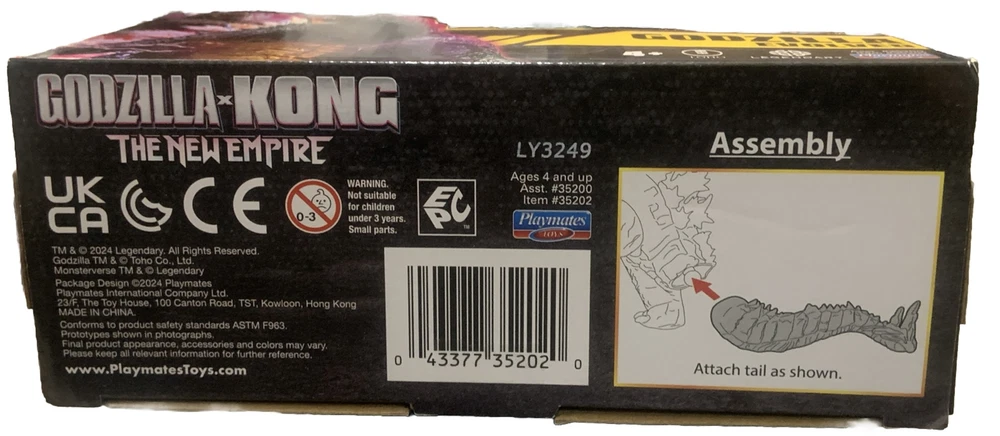 GODZILLA
LEGENDARY
GODZILLA x KONG
THE NEW EMPIRE
UK
CA
CE
0-3
WARNING.
Not suitable
for children
under 3 years.
Small parts.
EPC
TM
LY3249
Ages 4 and up
Asst. #35200
Item #35202
Playmates
TOYS
TM & © 2024 Legendary. All Rights Reserved.
Godzilla TM & © Toho Co., Ltd.
Monsterverse TM & © Legendary
Package Design ©2024 Playmates
Playmates International Company Ltd.
23/F, The Toy House, 100 Canton Road, TST, Kowloon, Hong Kong
MADE IN CHINA.
Conforms to product safety standards ASTM F963.
Prototypes shown in photographs.
Final product appearance, accessories and colors may vary.
Please keep all relevant information for further reference.
www.PlaymatesToys.com
0 43377 35202 0
Assembly
Attach tail as shown.